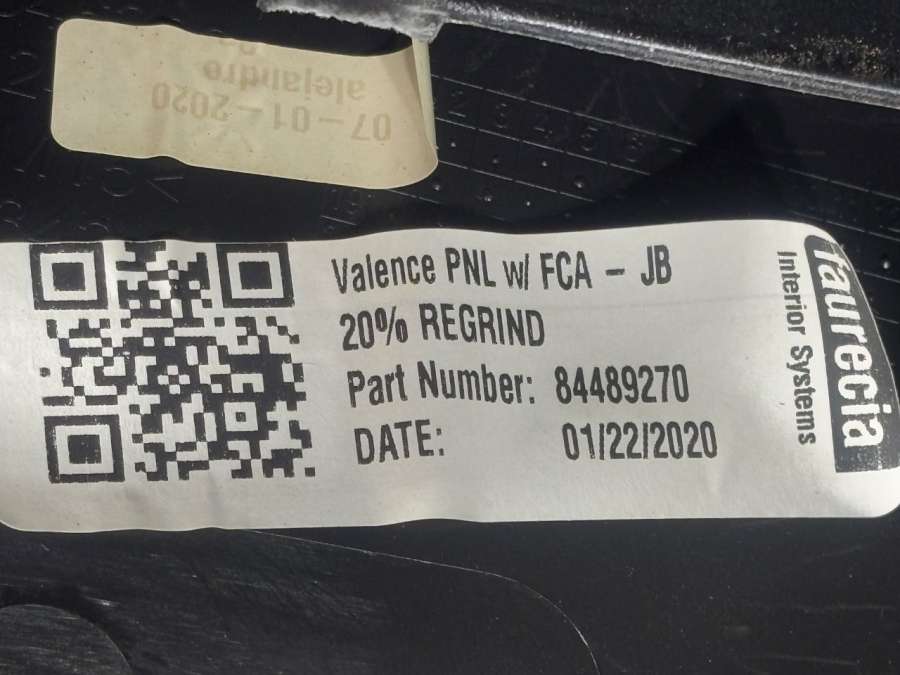 07-01-2020
alejandre
Valence PNL w/ FCA - JB
20% REGRIND
Part Number: 84489270
DATE: 01/22/2020
faurecia
Interior Systems